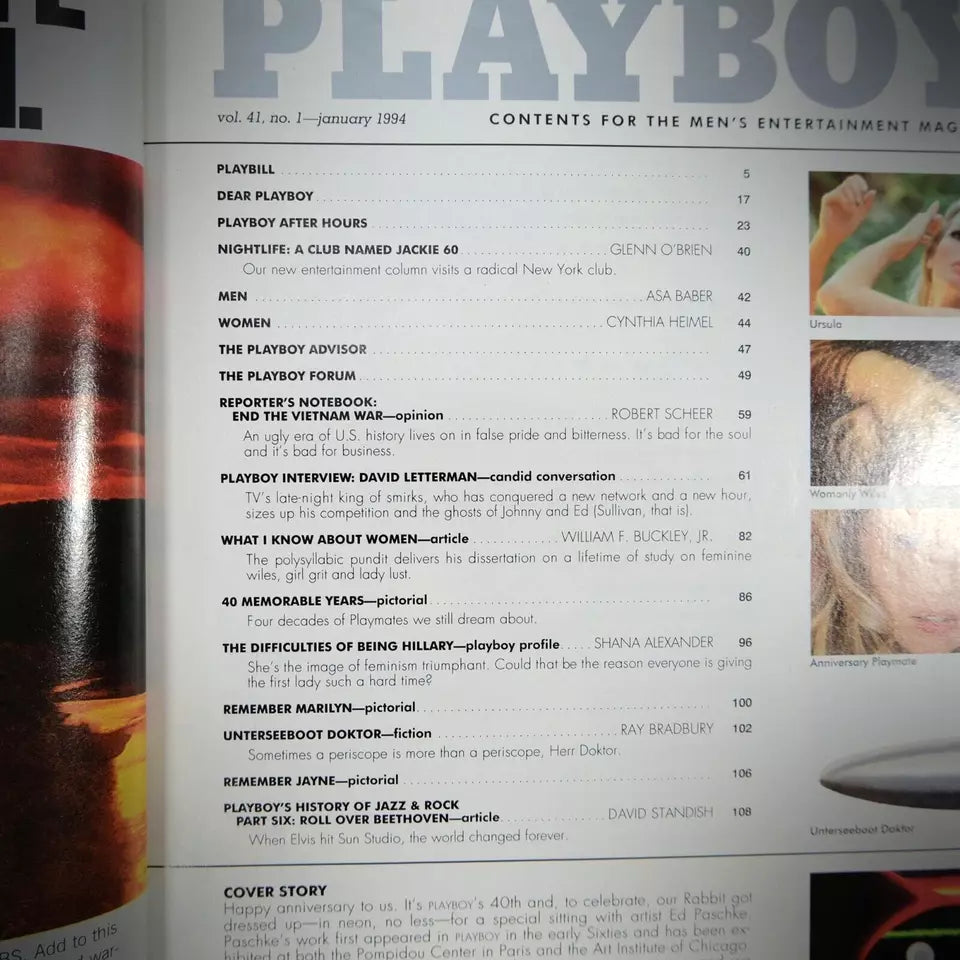 PLAYBOY
vol. 41, no. 1—january 1994
CONTENTS FOR THE MEN'S ENTERTAINMENT MAG
PLAYBILL 5
DEAR PLAYBOY 17
PLAYBOY AFTER HOURS 23
NIGHTLIFE: A CLUB NAMED JACKIE 60 GLENN O'BRIEN 40
Our new entertainment column visits a radical New York club.
MEN ASA BABER 42
WOMEN CYNTHIA HEIMEL 44
THE PLAYBOY ADVISOR 47
THE PLAYBOY FORUM 49
REPORTER'S NOTEBOOK:
END THE VIETNAM WAR—opinion ROBERT SCHEER 59
An ugly era of U.S. history lives on in false pride and bitterness. It's bad for the soul
and it's bad for business.
PLAYBOY INTERVIEW: DAVID LETTERMAN—candid conversation 61
TV's late-night king of smirks, who has conquered a new network and a new hour,
sizes up his competition and the ghosts of Johnny and Ed (Sullivan, that is).
WHAT I KNOW ABOUT WOMEN—article WILLIAM F. BUCKLEY, JR. 82
The polysyllabic pundit delivers his dissertation on a lifetime of study on feminine
wiles, girl grit and lady lust.
40 MEMORABLE YEARS—pictorial 86
Four decades of Playmates we still dream about.
THE DIFFICULTIES OF BEING HILLARY—playboy profile SHANA ALEXANDER 96
She's the image of feminism triumphant. Could that be the reason everyone is giving
the first lady such a hard time?
REMEMBER MARILYN—pictorial 100
UNTERSEEBOOT DOKTOR—fiction RAY BRADBURY 102
Sometimes a periscope is more than a periscope, Herr Doktor.
REMEMBER JAYNE—pictorial 106
PLAYBOY'S HISTORY OF JAZZ & ROCK
PART SIX: ROLL OVER BEETHOVEN—article DAVID STANDISH 108
When Elvis hit Sun Studio, the world changed forever.
COVER STORY
Happy anniversary to us. It's PLAYBOY'S 40th and, to celebrate, our Rabbit got
dressed up—in neon, no less—for a special sitting with artist Ed Paschke.
Paschke's work first appeared in PLAYBOY in the early Sixties and has been ex-
hibited at both the Pompidou Center in Paris and the Art Institute of Chicago.
Ursula
Womanly Wiles
Anniversary Playmate
Unterseeboot Doktor
Add to this
war-